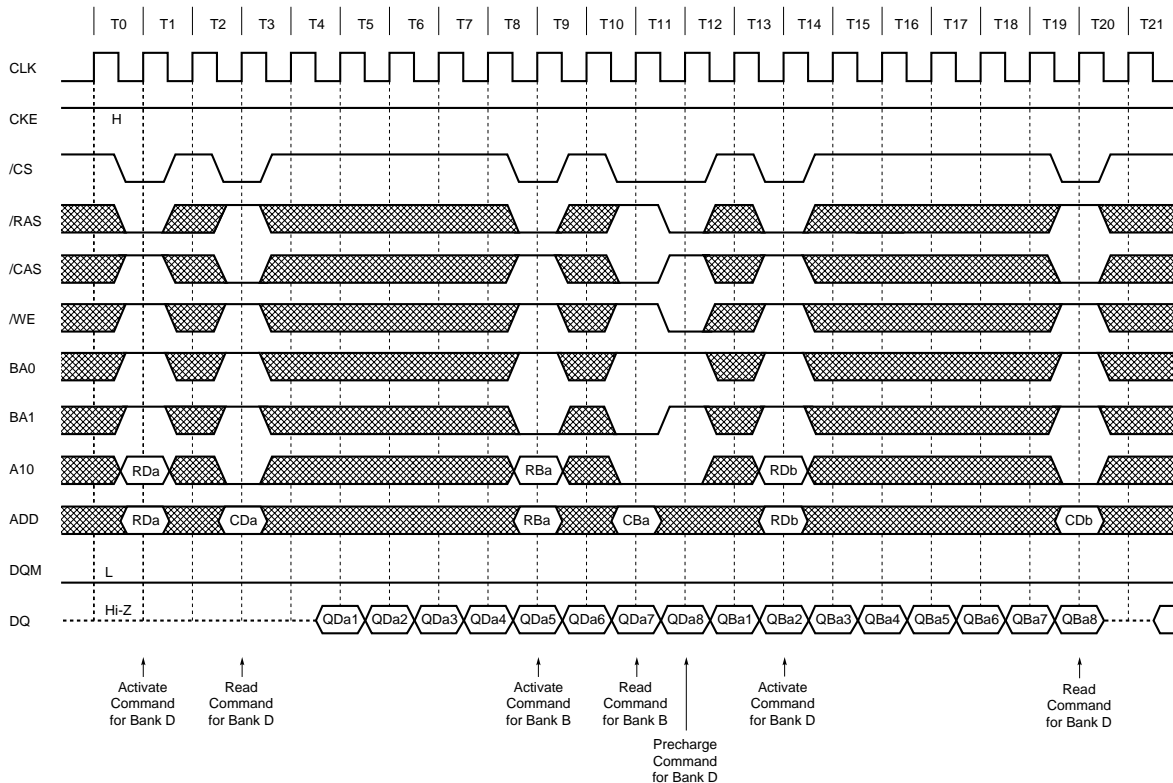 T0 T1 T2 T3 T4 T5 T6 T7 T8 T9 T10 T11 T12 T13 T14 T15 T16 T17 T18 T19 T20 T21
CLK
CKE H
/CS
/RAS
/CAS
/WE
BA0
BA1
A10 RDa RBa RDb
ADD RDa CDa RBa CBa RDb CDb
DQM L
DQ Hi-Z QDa1 QDa2 QDa3 QDa4 QDa5 QDa6 QDa7 QDa8 QBa1 QBa2 QBa3 QBa4 QBa5 QBa6 QBa7 QBa8
Activate
Command
for Bank D
Read
Command
for Bank D
Activate
Command
for Bank B
Read
Command
for Bank B
Precharge
Command
for Bank D
Activate
Command
for Bank D
Read
Command
for Bank D